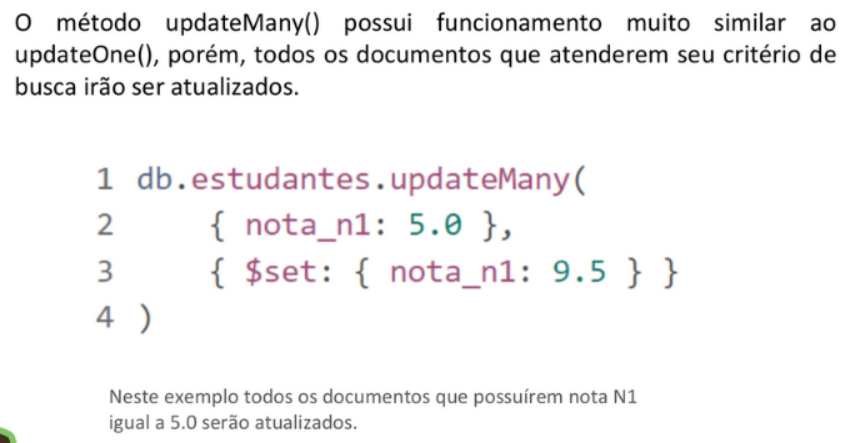 O método updateMany() possui funcionamento muito similar ao
updateOne(), porém, todos os documentos que atenderem seu critério de
busca irão ser atualizados.
1 db.estudantes.updateMany(
2 { nota_n1: 5.0 },
3 { $set: { nota_n1: 9.5 } }
4 )
Neste exemplo todos os documentos que possuírem nota N1
igual a 5.0 serão atualizados.